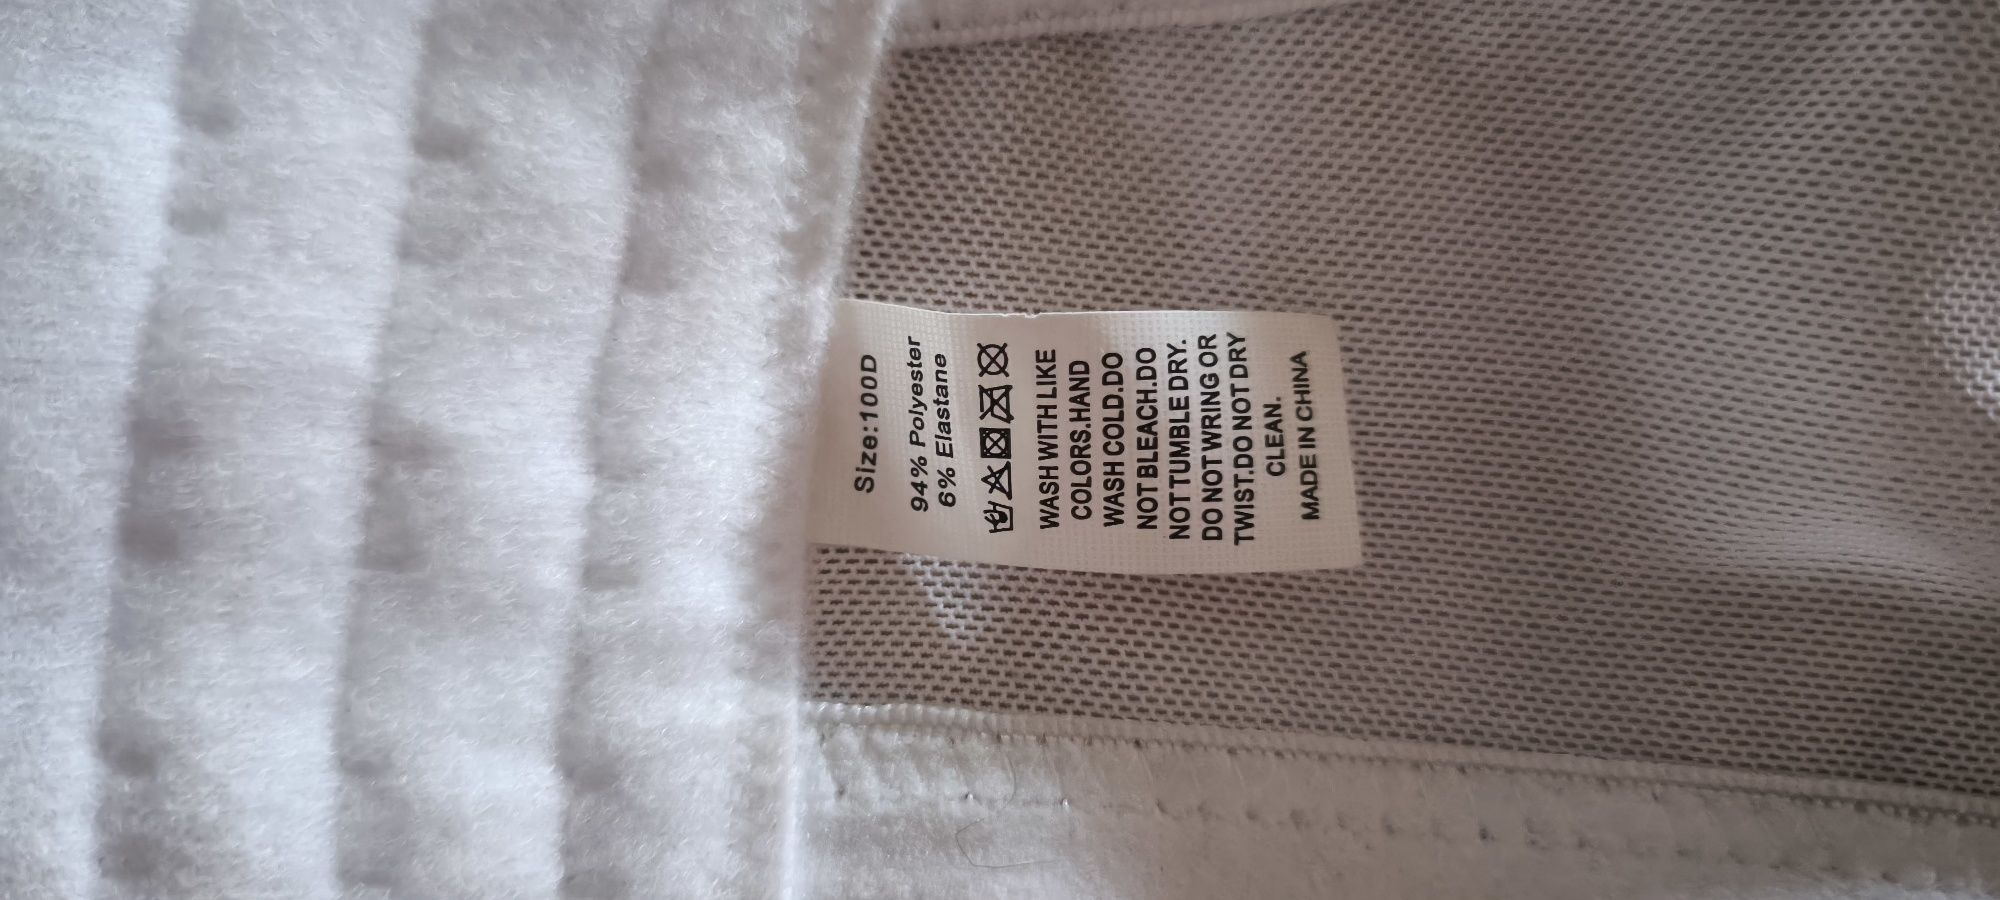 Size:100D
94% Polyester
6% Elastane
WASH WITH LIKE
COLORS.HAND
WASH COLD.DO
NOT BLEACH.DO
NOT TUMBLE DRY.
DO NOT WRING OR
TWIST.DO NOT DRY
CLEAN.
MADE IN CHINA